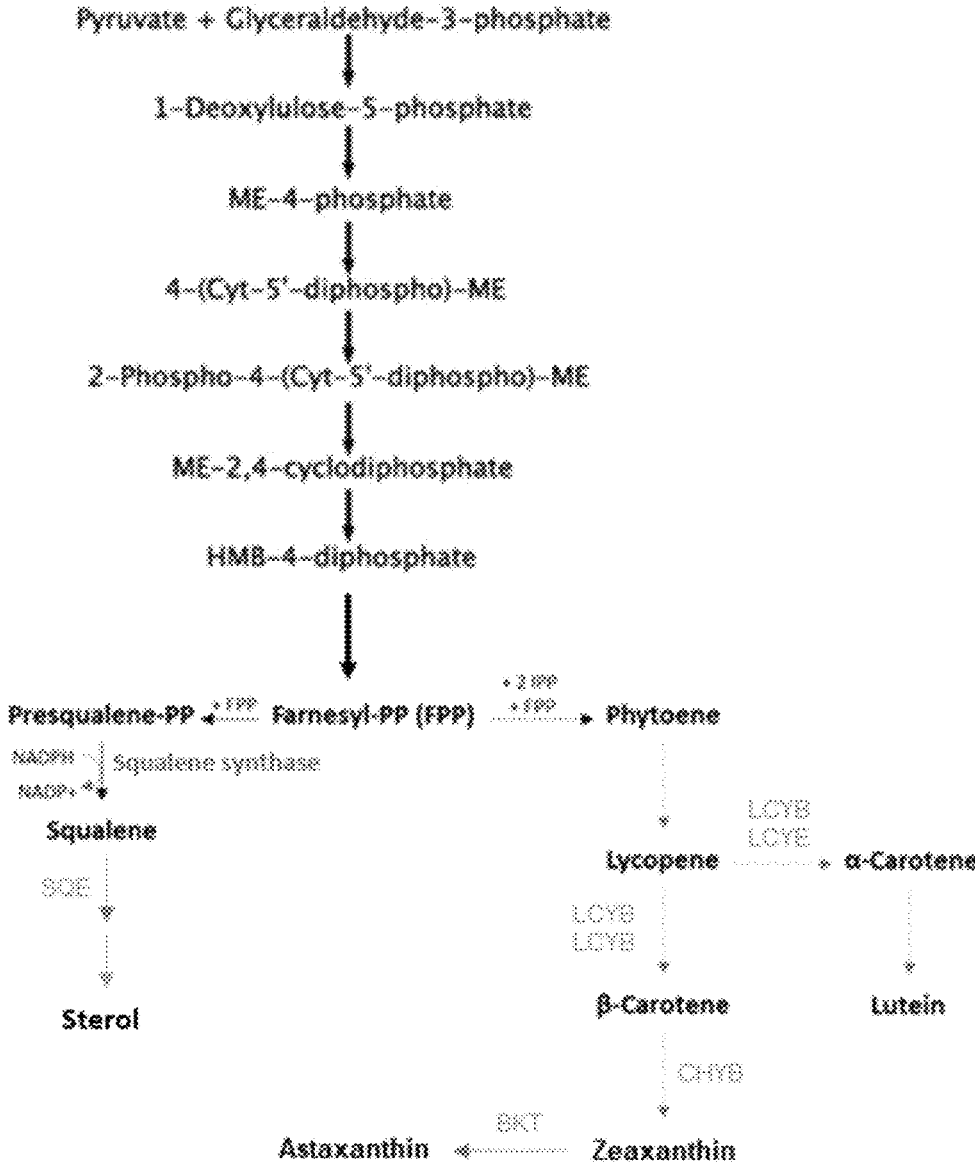 Pyruvate + Glyceraldehyde-3-phosphate
1-Deoxylulose-5-phosphate
ME-4-phosphate
4-(Cyt-5'-diphospho)-ME
2-Phospho-4-(Cyt-5'-diphospho)-ME
ME-2,4-cyclodiphosphate
HMB-4-diphosphate
Presqualene-PP
+ FPP
Farnesyl-PP (FPP)
+ 2 IPP
+ FPP
Phytoene
NADPH
Squalene synthase
NADP+
Squalene
LCYB
LCYE
Lycopene
α-Carotene
SQE
LCYB
LCYB
Sterol
β-Carotene
Lutein
CHYB
Astaxanthin
BKT
Zeaxanthin